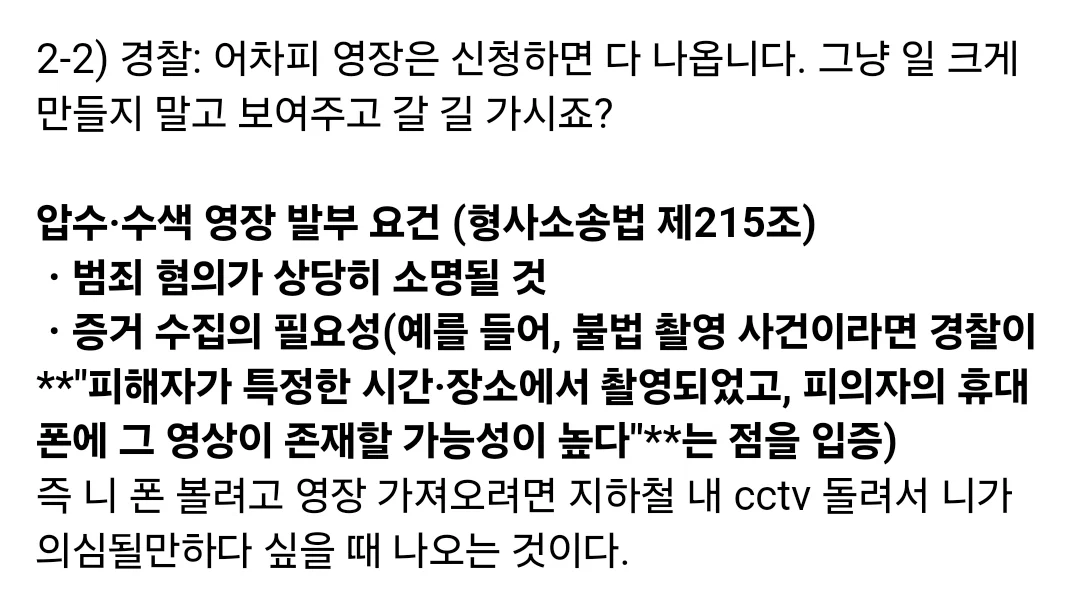 2-2) 경찰: 어차피 영장은 신청하면 다 나옵니다. 그냥 일 크게
만들지 말고 보여주고 갈 길 가시죠?
압수·수색 영장 발부 요건 (형사소송법 제215조)
· 범죄 혐의가 상당히 소명될 것
· 증거 수집의 필요성(예를 들어, 불법 촬영 사건이라면 경찰이
**"피해자가 특정한 시간·장소에서 촬영되었고, 피의자의 휴대
폰에 그 영상이 존재할 가능성이 높다"**는 점을 입증)
즉 니 폰 볼려고 영장 가져오려면 지하철 내 cctv 돌려서 니가
의심될만하다 싶을 때 나오는 것이다.